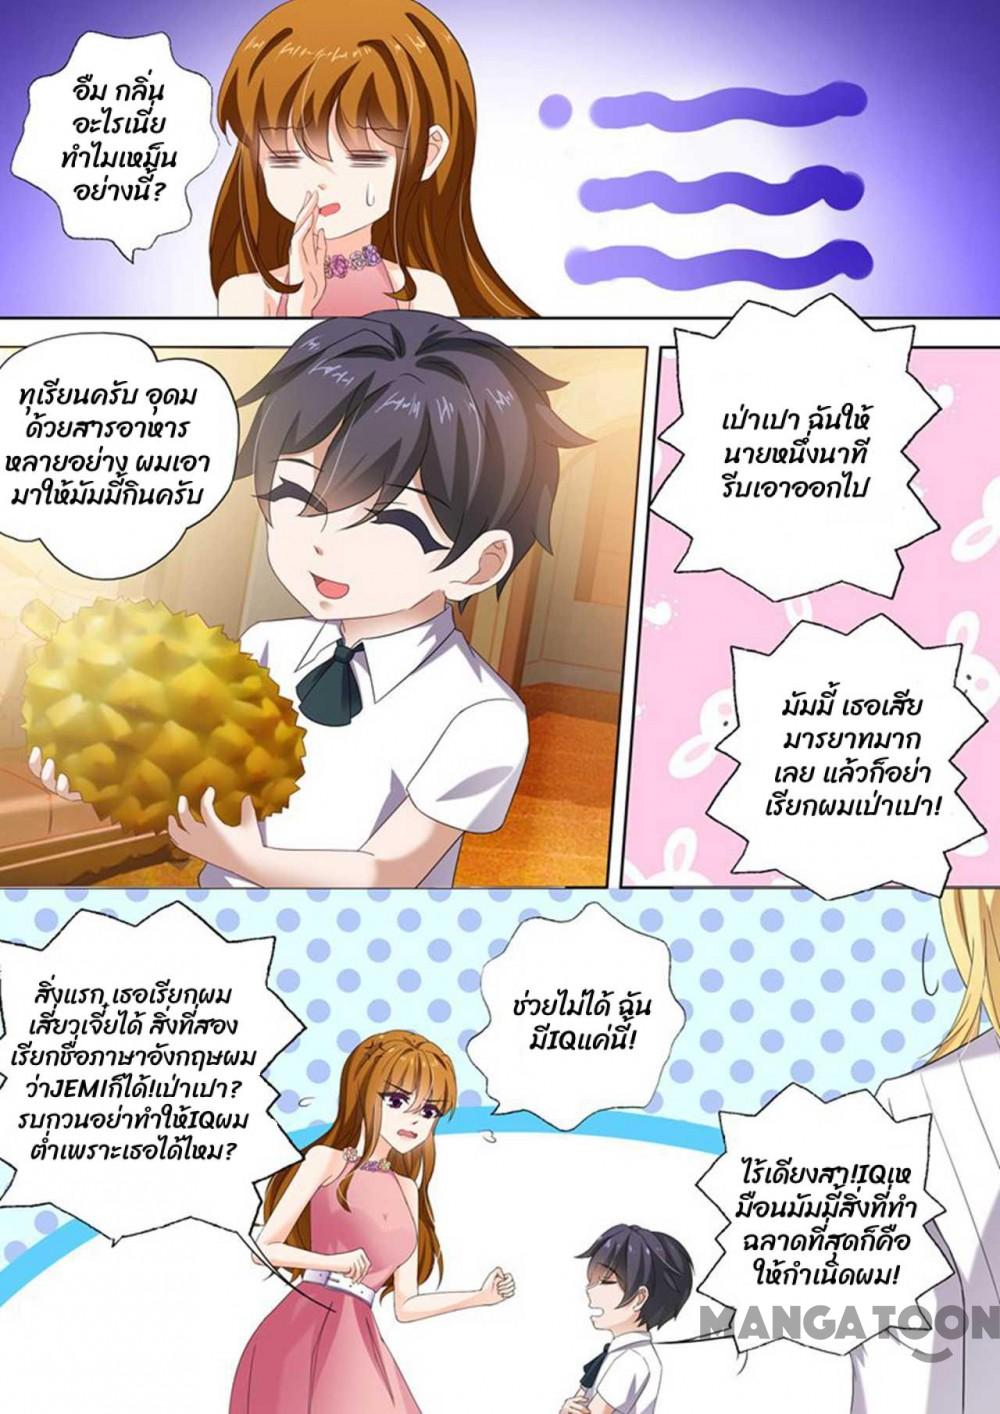 อืม กลิ่น
อะไรเนี่ย
ทำไมเหม็น
อย่างนี้?
ทุเรียนครับ อุดม
ด้วยสารอาหาร
หลายอย่าง ผมเอา
มาให้มัมมี้กินครับ
เป่าเปา ฉันให้
นายหนึ่งนาที
รีบเอาออกไป
มัมมี้ เธอเสีย
มารยาทมาก
เลย แล้วก็อย่า
เรียกผมเป่าเปา!
สิ่งแรก เธอเรียกผม
เสี่ยวเจี๋ยได้ สิ่งที่สอง
เรียกชื่อภาษาอังกฤษผม
ว่าJEMIก็ได้!เป่าเปา?
รบกวนอย่าทำให้IQผม
ต่ำเพราะเธอได้ไหม?
ช่วยไม่ได้ ฉัน
มีIQแค่นี้!
ไร้เดียงสา!IQเห
มือนมัมมี้สิ่งที่ทำ
ฉลาดที่สุดก็คือ
ให้กำเนิดผม!
MANGATOON